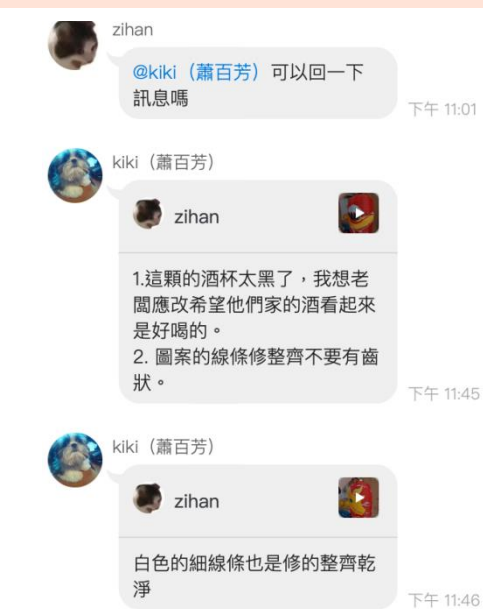 zihan
@kiki（蕭百芳）可以回一下
訊息嗎
下午 11:01
kiki（蕭百芳）
zihan
1.這顆的酒杯太黑了，我想老
闆應改希望他們家的酒看起來
是好喝的。
2. 圖案的線條修整齊不要有齒
狀。
下午 11:45
kiki（蕭百芳）
zihan
白色的細線條也是修的整齊乾
淨
下午 11:46